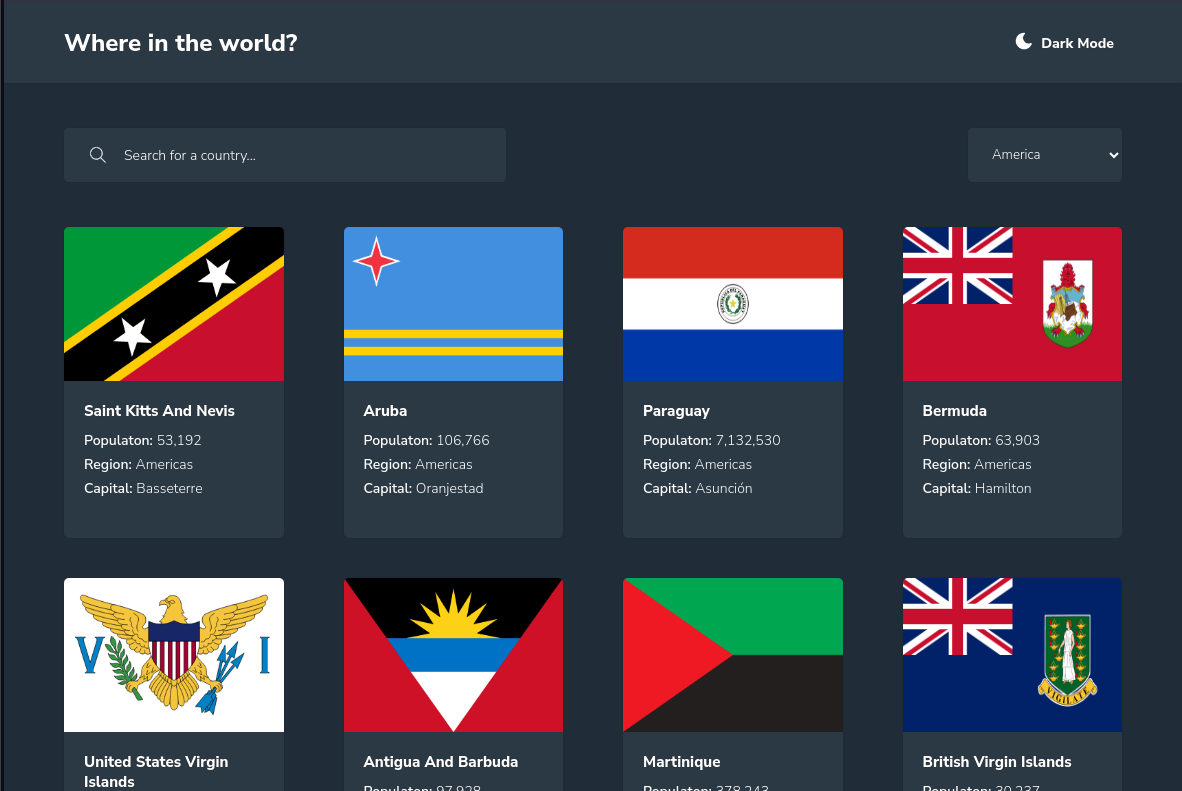 Where in the world?
Dark Mode
Search for a country...
America
Saint Kitts And Nevis
Populaton: 53,192
Region: Americas
Capital: Basseterre
Aruba
Populaton: 106,766
Region: Americas
Capital: Oranjestad
Paraguay
Populaton: 7,132,530
Region: Americas
Capital: Asunción
Bermuda
Populaton: 63,903
Region: Americas
Capital: Hamilton
V I
United States Virgin
Islands
Antigua And Barbuda
Populaton: 97,928
Martinique
Populaton: 378,243
VIGILATE
British Virgin Islands
Populaton: 30,237